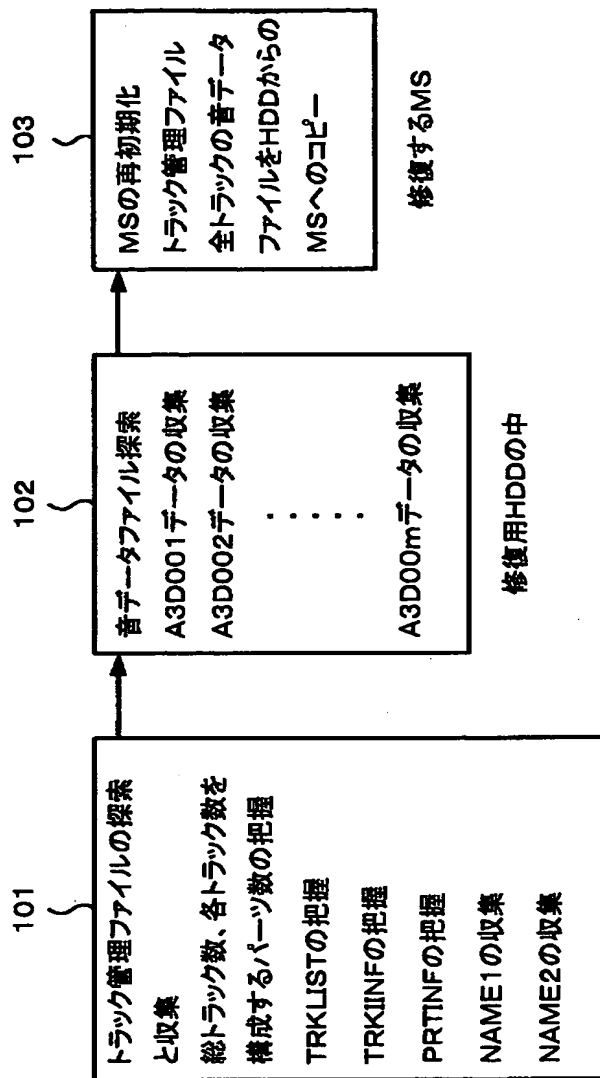 101
トラック管理ファイルの探索
と収集
総トラック数、各トラック数を
構成するパーツ数の把握
TRKLISTの把握
TRKIINFの把握
PRTINFの把握
NAME1の収集
NAME2の収集
102
音データファイル探索
A3D001データの収集
A3D002データの収集
・・・・・
A3D00mデータの収集
修復用HDDの中
103
MSの再初期化
トラック管理ファイル
全トラックの音データ
ファイルをHDDからの
MSへのコピー
修復するMS